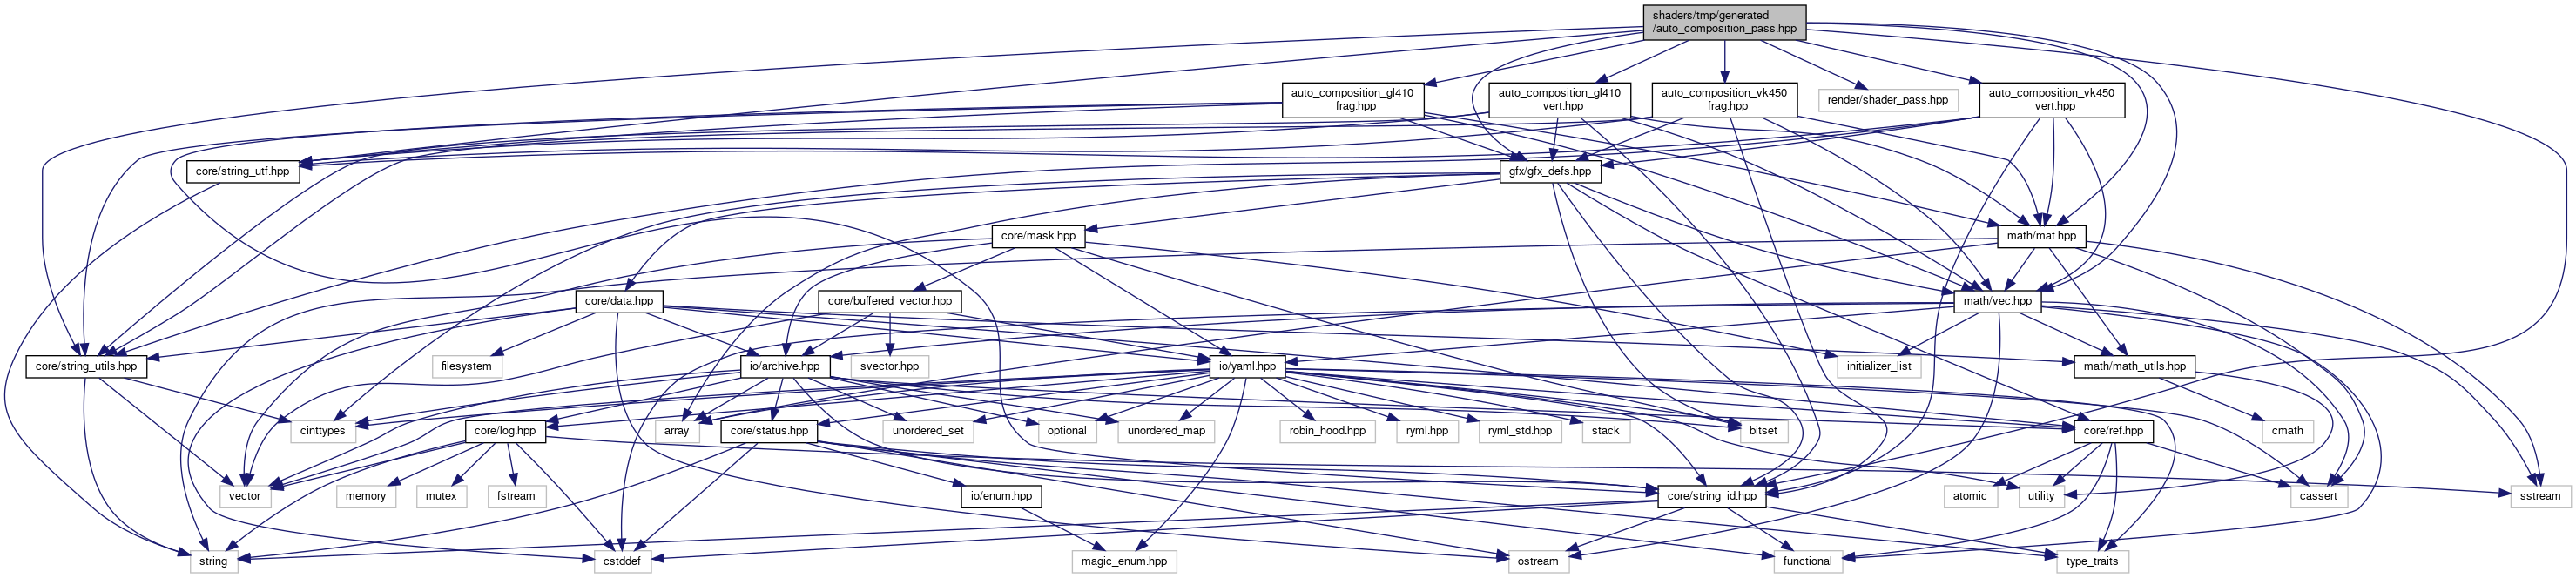 shaders/tmp/generated
/auto_composition_pass.hpp
auto_composition_gl410
_frag.hpp
auto_composition_gl410
_vert.hpp
auto_composition_vk450
_frag.hpp
render/shader_pass.hpp
auto_composition_vk450
_vert.hpp
core/string_utf.hpp
gfx/gfx_defs.hpp
core/mask.hpp
math/mat.hpp
core/data.hpp
core/buffered_vector.hpp
math/vec.hpp
core/string_utils.hpp
filesystem
io/archive.hpp
svector.hpp
io/yaml.hpp
initializer_list
math/math_utils.hpp
cinttypes
core/log.hpp
array
core/status.hpp
unordered_set
optional
unordered_map
robin_hood.hpp
ryml.hpp
ryml_std.hpp
stack
bitset
core/ref.hpp
cmath
vector
memory
mutex
fstream
io/enum.hpp
core/string_id.hpp
atomic
utility
cassert
sstream
string
cstddef
magic_enum.hpp
ostream
functional
type_traits